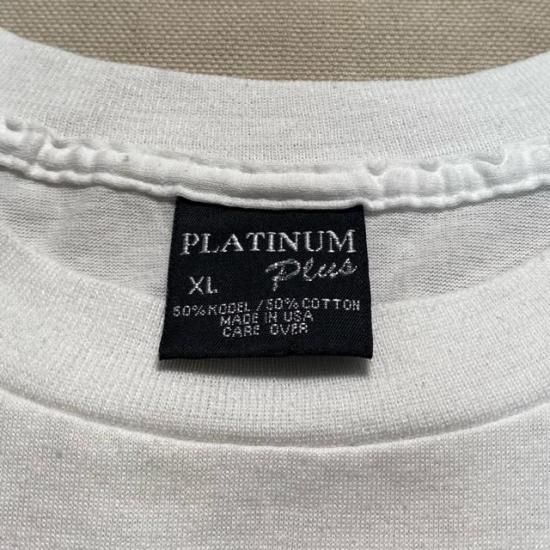 PLATINUM
Plus
XL
50% KODEL / 50% COTTON
MADE IN USA
CARE OVER